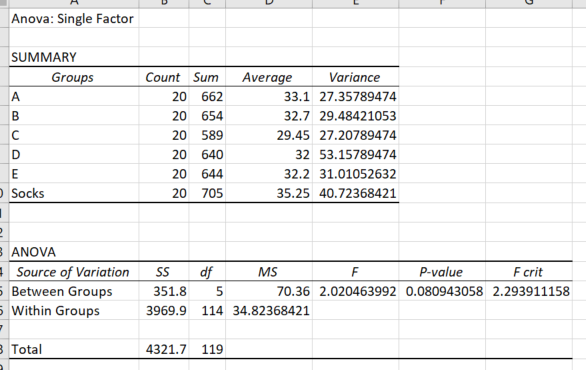 Anova: Single Factor
SUMMARY
Groups Count Sum Average Variance
A 20 662 33.1 27.35789474
B 20 654 32.7 29.48421053
C 20 589 29.45 27.20789474
D 20 640 32 53.15789474
E 20 644 32.2 31.01052632
Socks 20 705 35.25 40.72368421
ANOVA
Source of Variation SS df MS F P-value F crit
Between Groups 351.8 5 70.36 2.020463992 0.080943058 2.293911158
Within Groups 3969.9 114 34.82368421
Total 4321.7 119